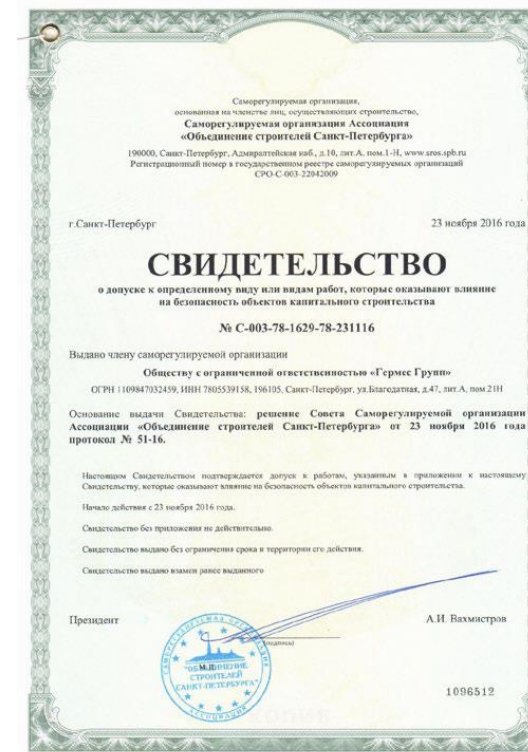 Саморегулируемая организация,
основанная на членстве лиц, осуществляющих строительство,
Саморегулируемая организация Ассоциация
«Объединение строителей Санкт-Петербурга»
190000, Санкт-Петербург, Адмиралтейская наб., д.10, лит.А, пом.1-Н, www.sros.spb.ru
Регистрационный номер в государственном реестре саморегулируемых организаций
СРО-С-003-22042009
г.Санкт-Петербург 23 ноября 2016 года
СВИДЕТЕЛЬСТВО
о допуске к определенному виду или видам работ, которые оказывают влияние
на безопасность объектов капитального строительства
№ С-003-78-1629-78-231116
Выдано члену саморегулируемой организации
Обществу с ограниченной ответственностью «Гермес Групп»
ОГРН 1109847032459, ИНН 7805539158, 196105, Санкт-Петербург, ул.Благодатная, д.47, лит.А, пом 21Н
Основание выдачи Свидетельства: решение Совета Саморегулируемой организации
Ассоциации «Объединение строителей Санкт-Петербурга» от 23 ноября 2016 года
протокол № 51-16.
Настоящим Свидетельством подтверждается допуск к работам, указанным в приложении к настоящему
Свидетельству, которые оказывают влияние на безопасность объектов капитального строительства.
Начало действия с 23 ноября 2016 года.
Свидетельство без приложения не действительно.
Свидетельство выдано без ограничения срока и территории его действия.
Свидетельство выдано взамен ранее выданного
Президент А.И. Вахмистров
(подпись)
М.П.
САМОРЕГУЛИРУЕМАЯ ОРГАНИЗАЦИЯ
"ОБЪЕДИНЕНИЕ
СТРОИТЕЛЕЙ
САНКТ-ПЕТЕРБУРГА"
АССОЦИАЦИЯ
1096512